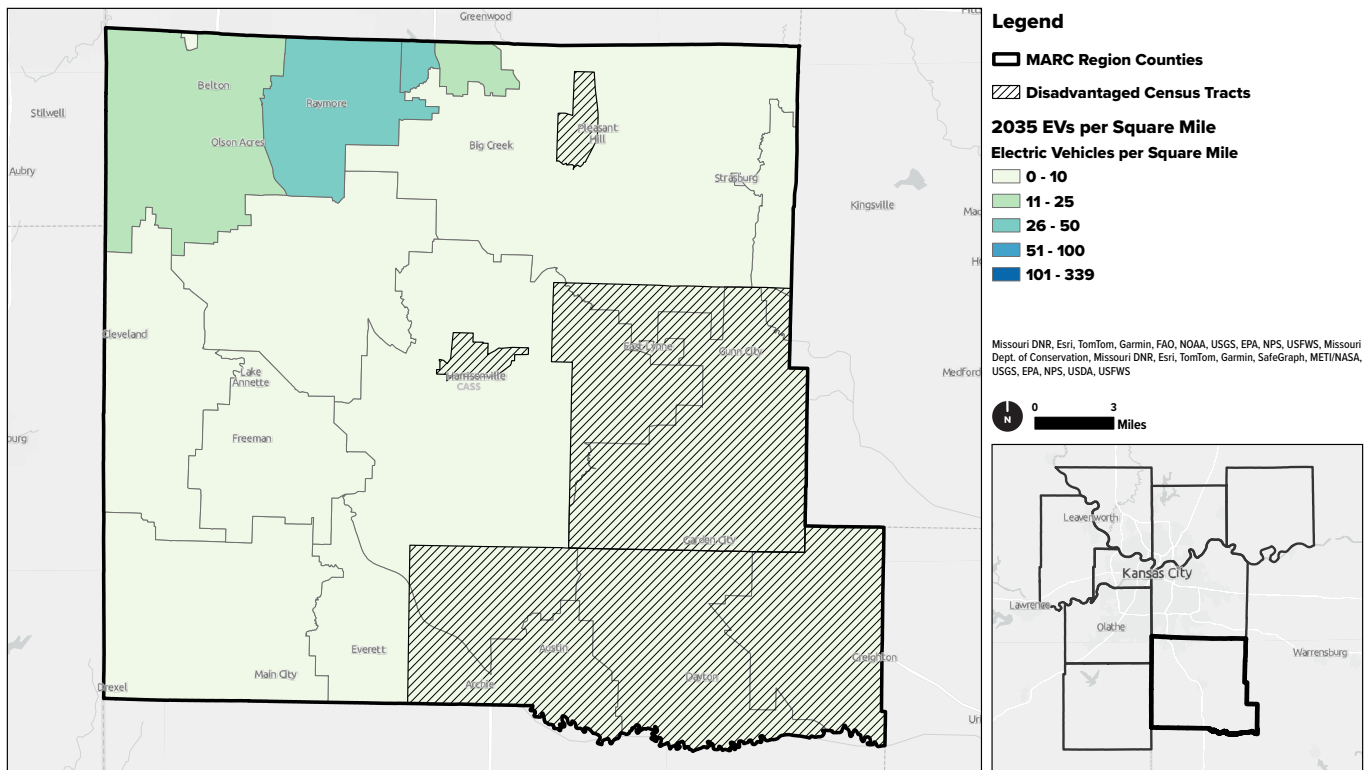 Greenwood
Belton
Raymore
Stilwell
Pleasant
Hill
Olson Acres
Big Creek
Aubry
Strasburg
Kingsville
Cleveland
East Lynne
Gunn City
Lake
Annette
Harrisonville
CASS
Medford
Freeman
Garden City
Everett
Austin
Creighton
Main City
Archie
Dayton
Drexel
Legend
MARC Region Counties
Disadvantaged Census Tracts
2035 EVs per Square Mile
Electric Vehicles per Square Mile
0 - 10
11 - 25
26 - 50
51 - 100
101 - 339
Missouri DNR, Esri, TomTom, Garmin, FAO, NOAA, USGS, EPA, NPS, USFWS, Missouri
Dept. of Conservation, Missouri DNR, Esri, TomTom, Garmin, SafeGraph, METI/NASA,
USGS, EPA, NPS, USDA, USFWS
N
0 3
Miles
Leavenworth
Kansas City
Lawrence
Olathe
Warrensburg